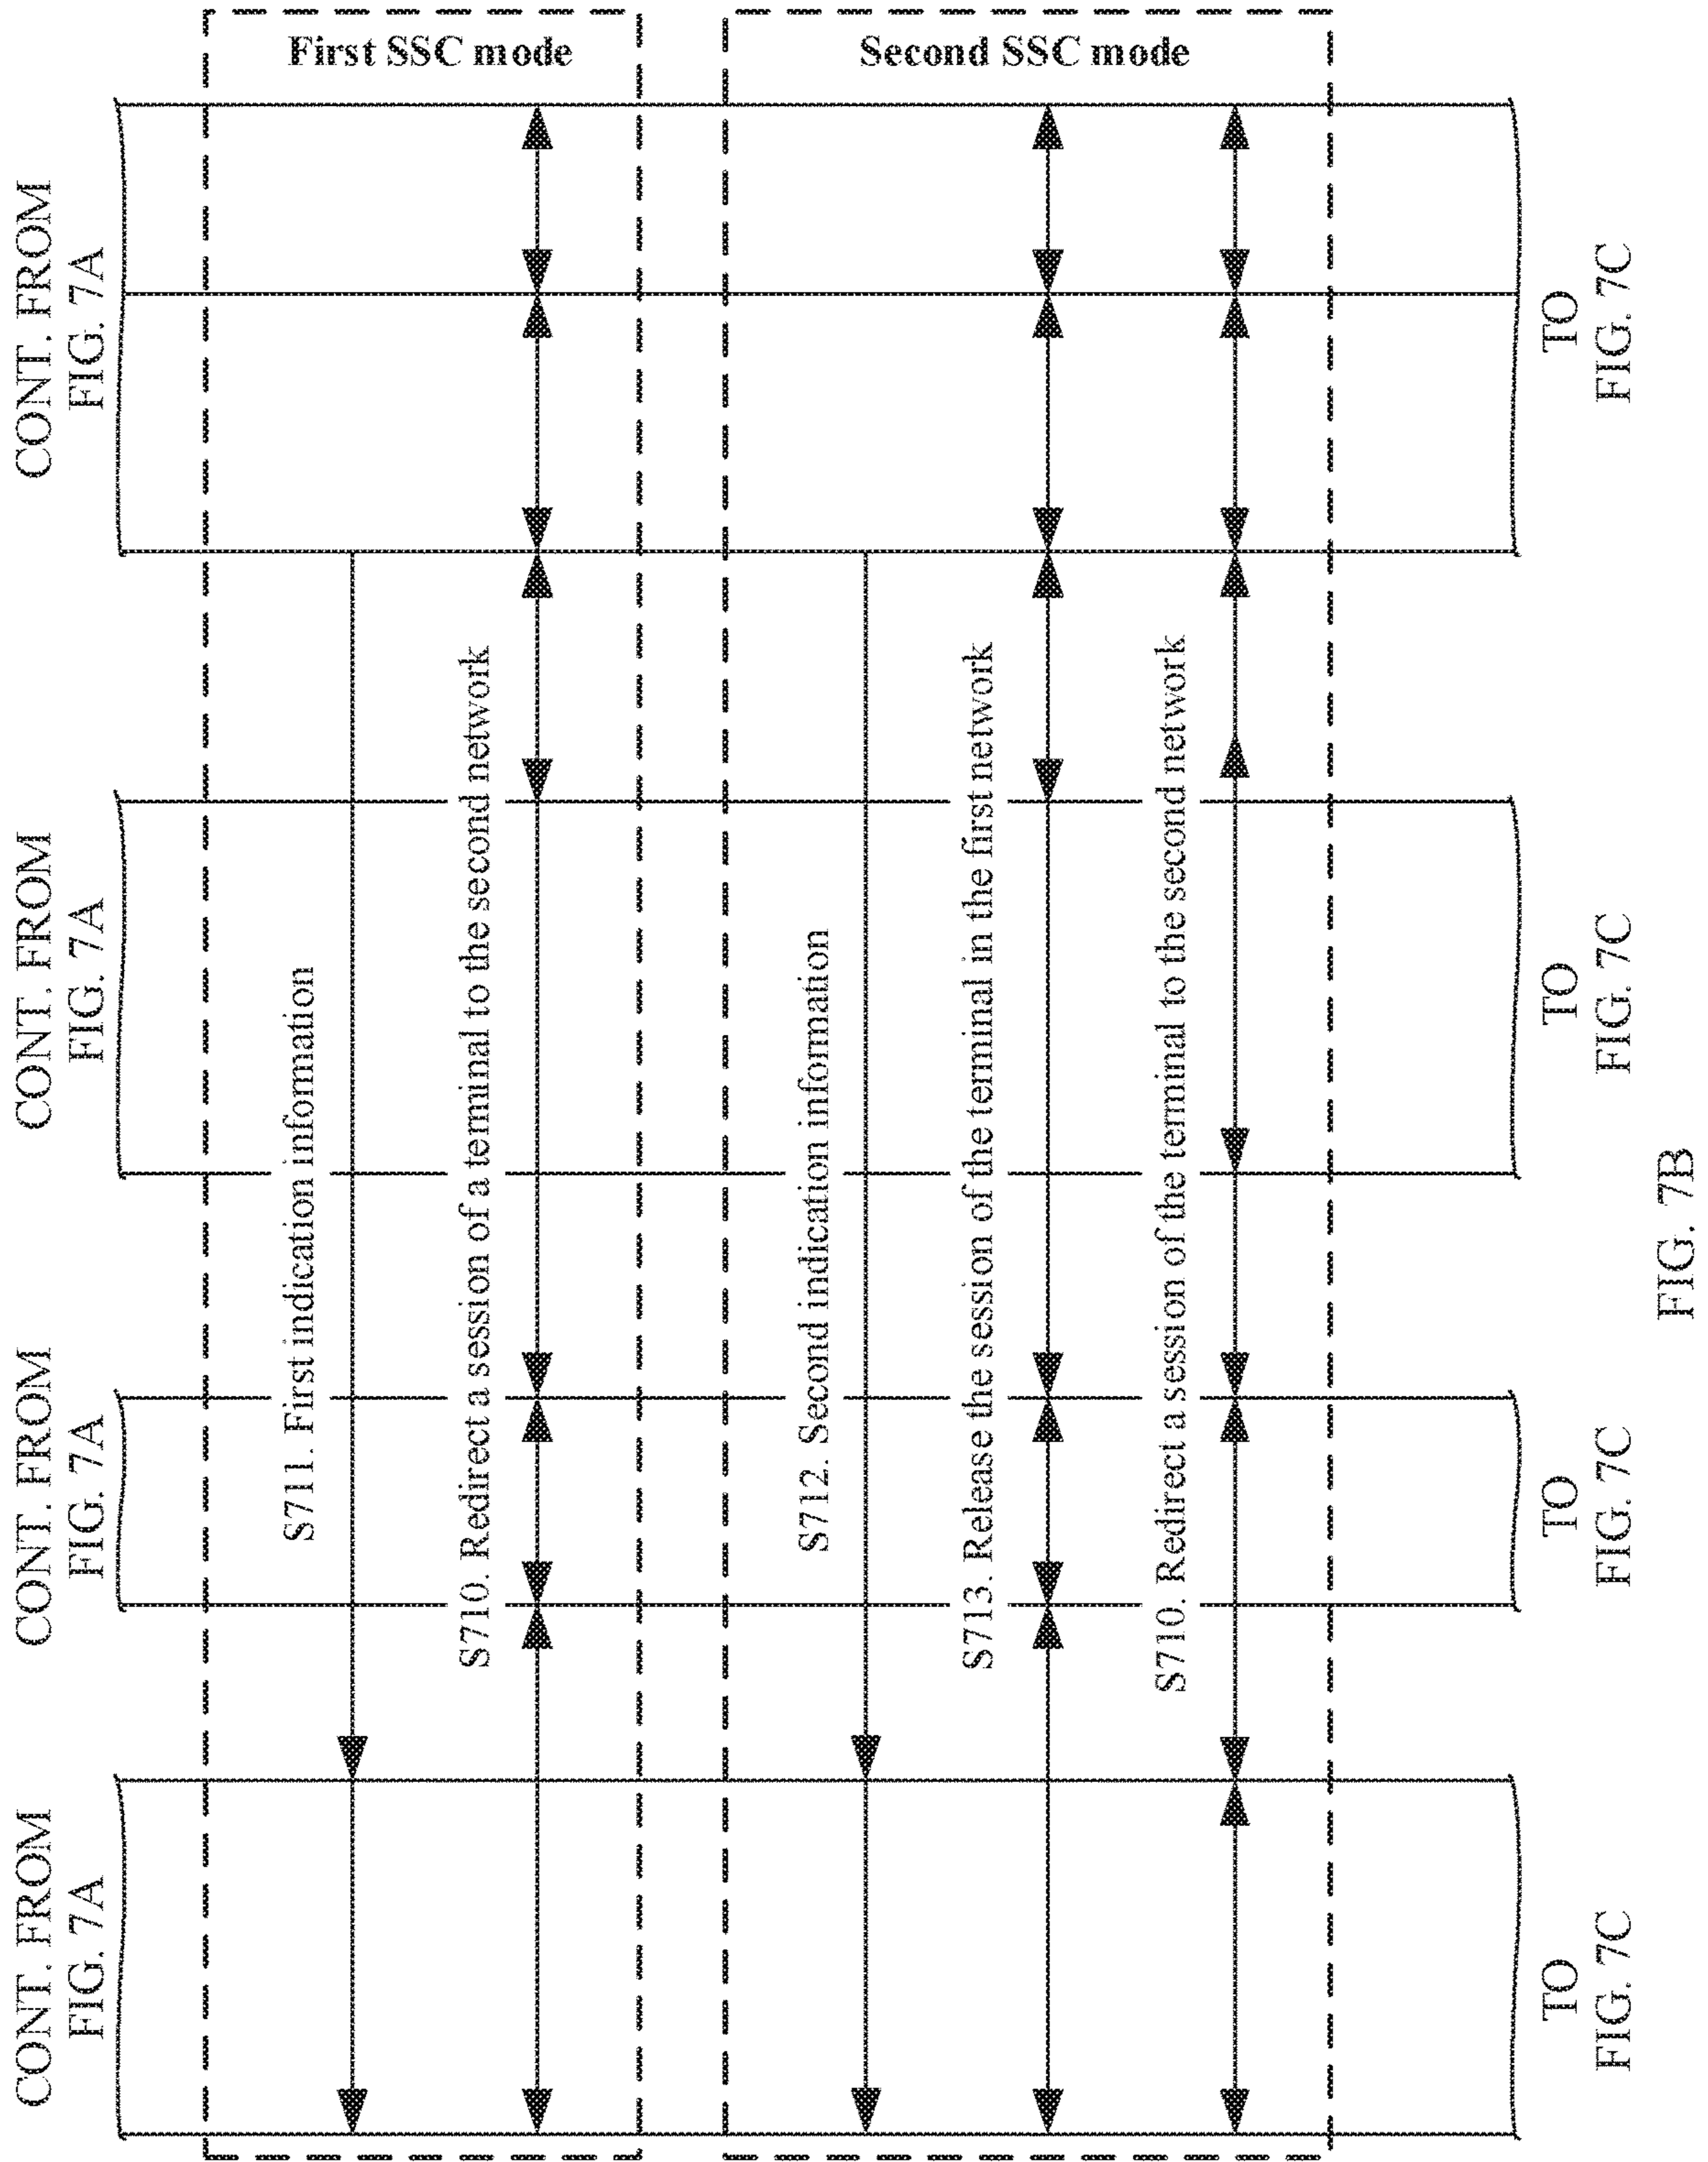 CONT. FROM
FIG. 7A
CONT. FROM
FIG. 7A
CONT. FROM
FIG. 7A
CONT. FROM
FIG. 7A
First SSC mode
S711. First indication infomation
S710. Redirect a session of a terminal to the second network
Second SSC mode
S712. Second indication infomation
S713. Release the session of the terminal in the first network
S710. Redirect a session of the terminal to the second network
TO
FIG. 7C
TO
FIG. 7C
TO
FIG. 7C
TO
FIG. 7C
FIG. 7B